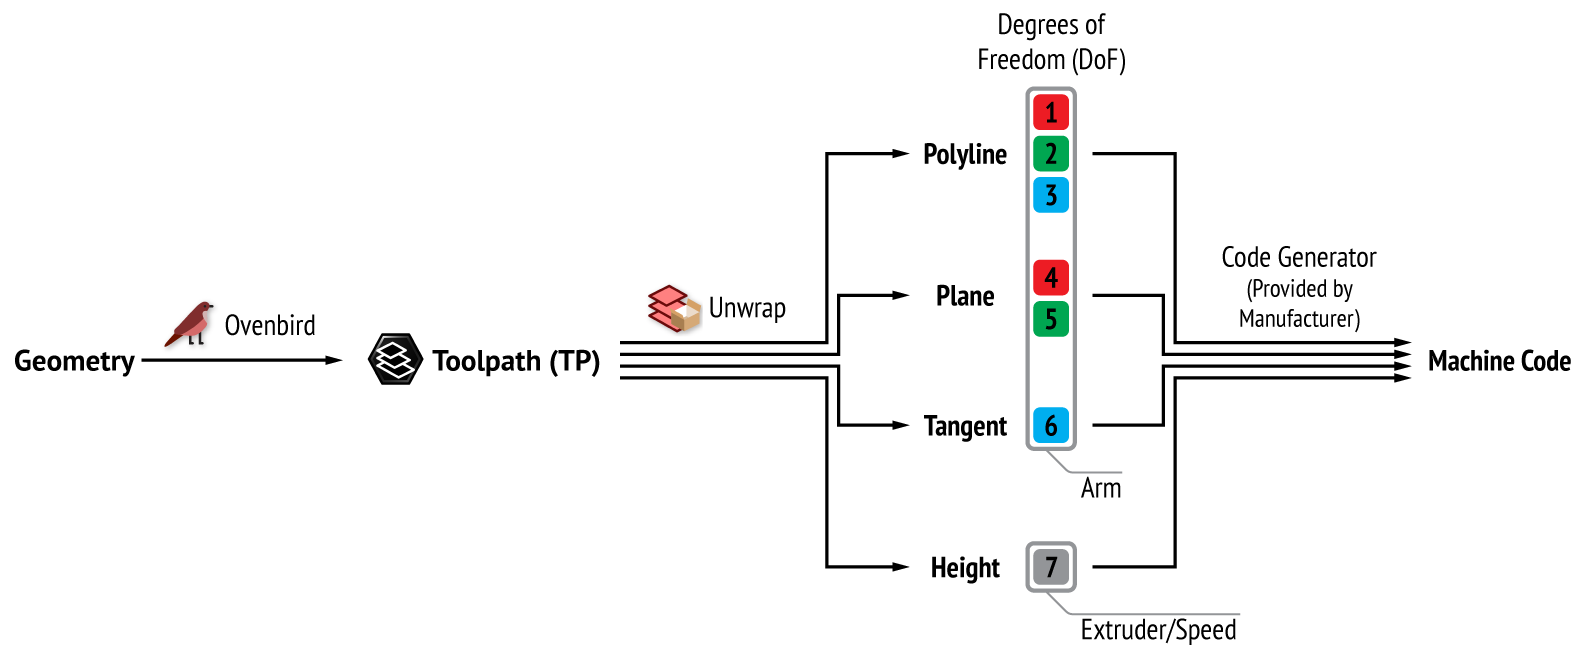 Degrees of
Freedom (DoF)
1
Polyline
2
3
4
Plane
5
Code Generator
(Provided by
Manufacturer)
Unwrap
Ovenbird
Geometry
Toolpath (TP)
Machine Code
Tangent
6
Arm
Height
7
Extruder/Speed